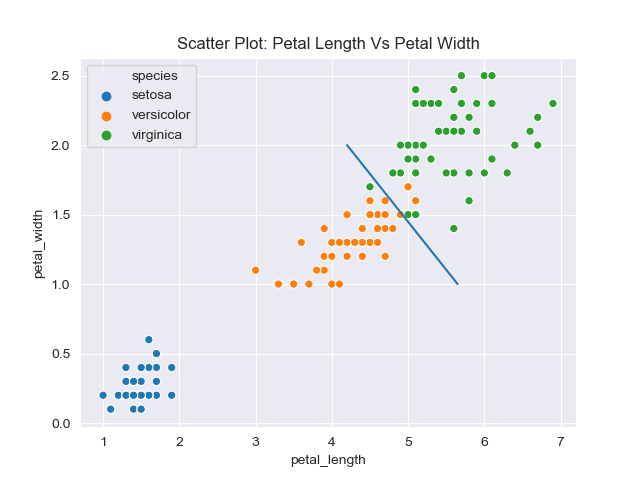 Scatter Plot: Petal Length Vs Petal Width
species
setosa
versicolor
virginica
2.5
2.0
1.5
1.0
0.5
0.0
petal_width
1 2 3 4 5 6 7
petal_length